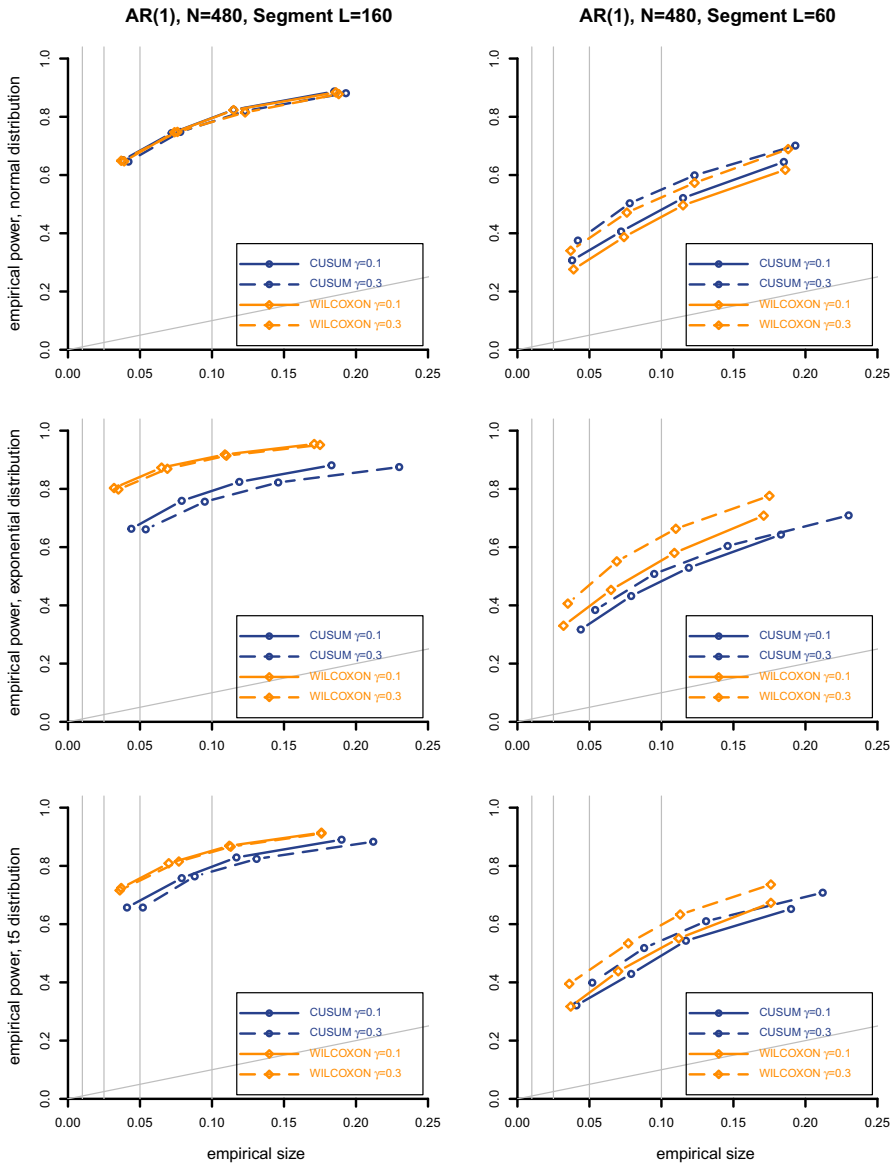 AR(1), N=480, Segment L=160
AR(1), N=480, Segment L=60
empirical power, normal distribution
1.0
0.8
0.6
0.4
0.2
0.0
CUSUM γ=0.1
CUSUM γ=0.3
WILCOXON γ=0.1
WILCOXON γ=0.3
0.00 0.05 0.10 0.15 0.20 0.25
1.0
0.8
0.6
0.4
0.2
0.0
CUSUM γ=0.1
CUSUM γ=0.3
WILCOXON γ=0.1
WILCOXON γ=0.3
0.00 0.05 0.10 0.15 0.20 0.25
empirical power, exponential distribution
1.0
0.8
0.6
0.4
0.2
0.0
CUSUM γ=0.1
CUSUM γ=0.3
WILCOXON γ=0.1
WILCOXON γ=0.3
0.00 0.05 0.10 0.15 0.20 0.25
1.0
0.8
0.6
0.4
0.2
0.0
CUSUM γ=0.1
CUSUM γ=0.3
WILCOXON γ=0.1
WILCOXON γ=0.3
0.00 0.05 0.10 0.15 0.20 0.25
empirical power, t5 distribution
1.0
0.8
0.6
0.4
0.2
0.0
CUSUM γ=0.1
CUSUM γ=0.3
WILCOXON γ=0.1
WILCOXON γ=0.3
0.00 0.05 0.10 0.15 0.20 0.25
empirical size
1.0
0.8
0.6
0.4
0.2
0.0
CUSUM γ=0.1
CUSUM γ=0.3
WILCOXON γ=0.1
WILCOXON γ=0.3
0.00 0.05 0.10 0.15 0.20 0.25
empirical size